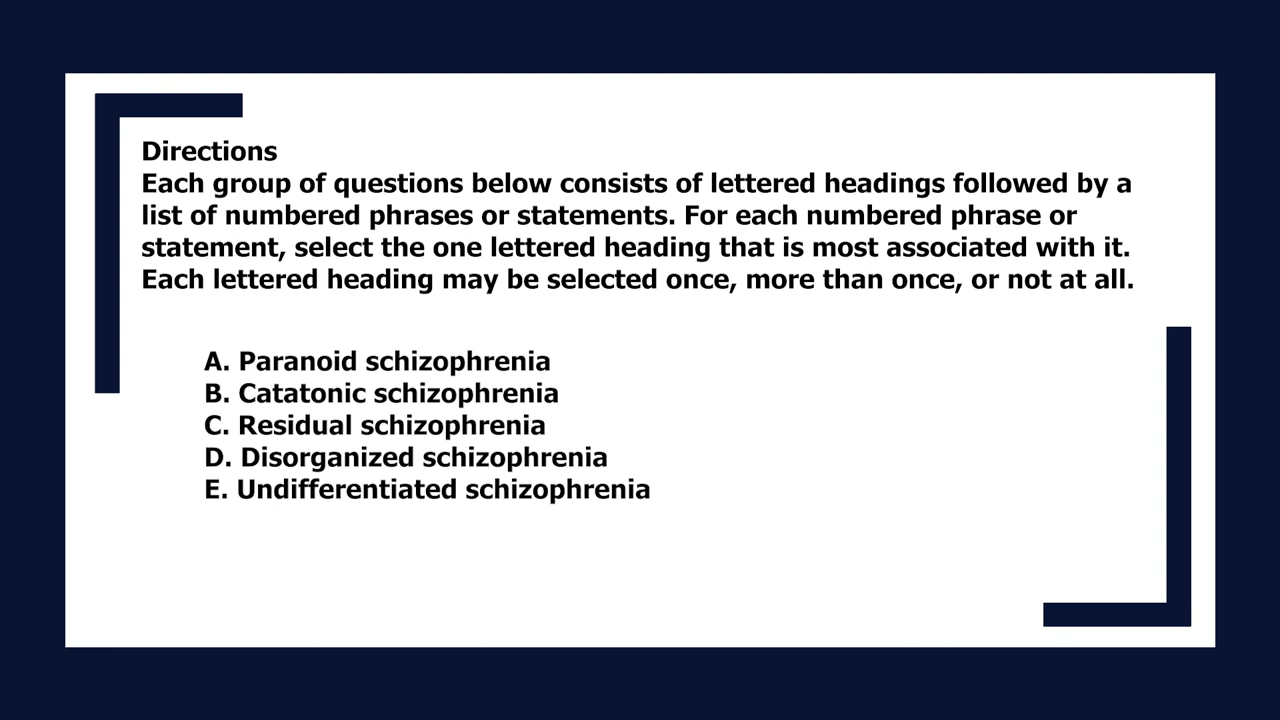 Directions
Each group of questions below consists of lettered headings followed by a
list of numbered phrases or statements. For each numbered phrase or
statement, select the one lettered heading that is most associated with it.
Each lettered heading may be selected once, more than once, or not at all.
A. Paranoid schizophrenia
B. Catatonic schizophrenia
C. Residual schizophrenia
D. Disorganized schizophrenia
E. Undifferentiated schizophrenia